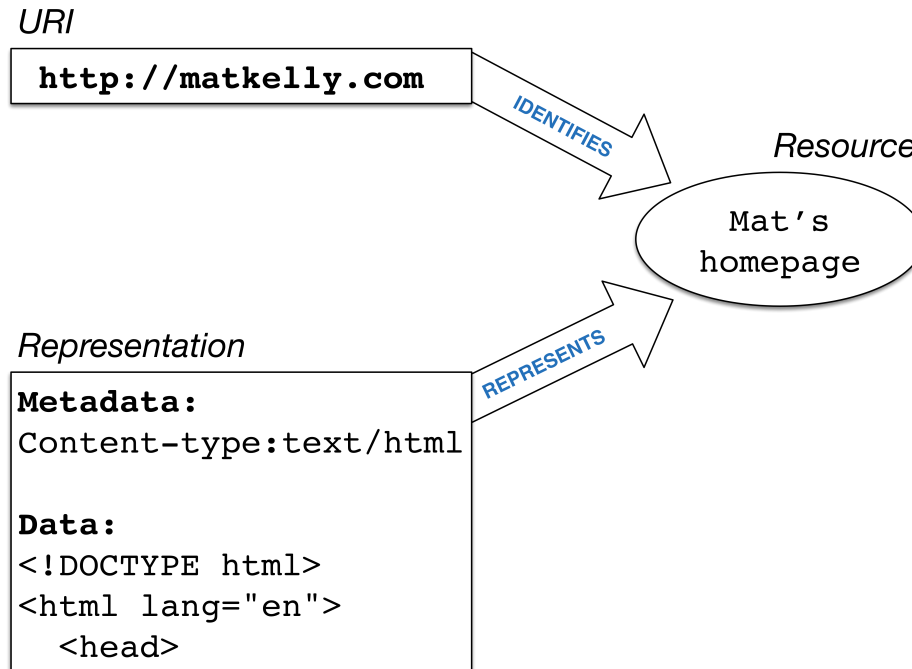 URI
http://matkelly.com
IDENTIFIES
Resource
Mat's
homepage
Representation
REPRESENTS
Metadata:
Content-type:text/html
Data:
<!DOCTYPE html>
<html lang="en">
<head>